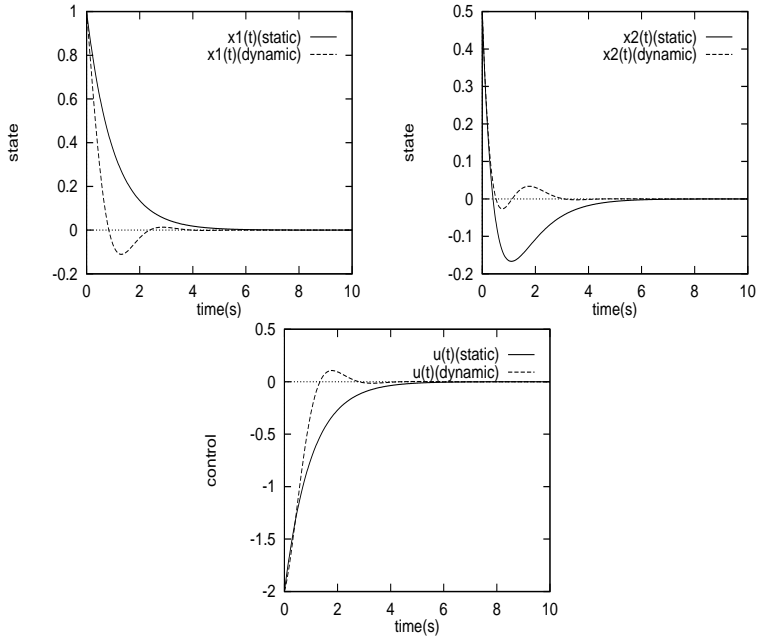 1
0.8
0.6
0.4
0.2
0
-0.2
0 2 4 6 8 10
time(s)
state
x1(t)(static)
x1(t)(dynamic)
0.5
0.4
0.3
0.2
0.1
0
-0.1
-0.2
0 2 4 6 8 10
time(s)
state
x2(t)(static)
x2(t)(dynamic)
0.5
0
-0.5
-1
-1.5
-2
0 2 4 6 8 10
time(s)
control
u(t)(static)
u(t)(dynamic)